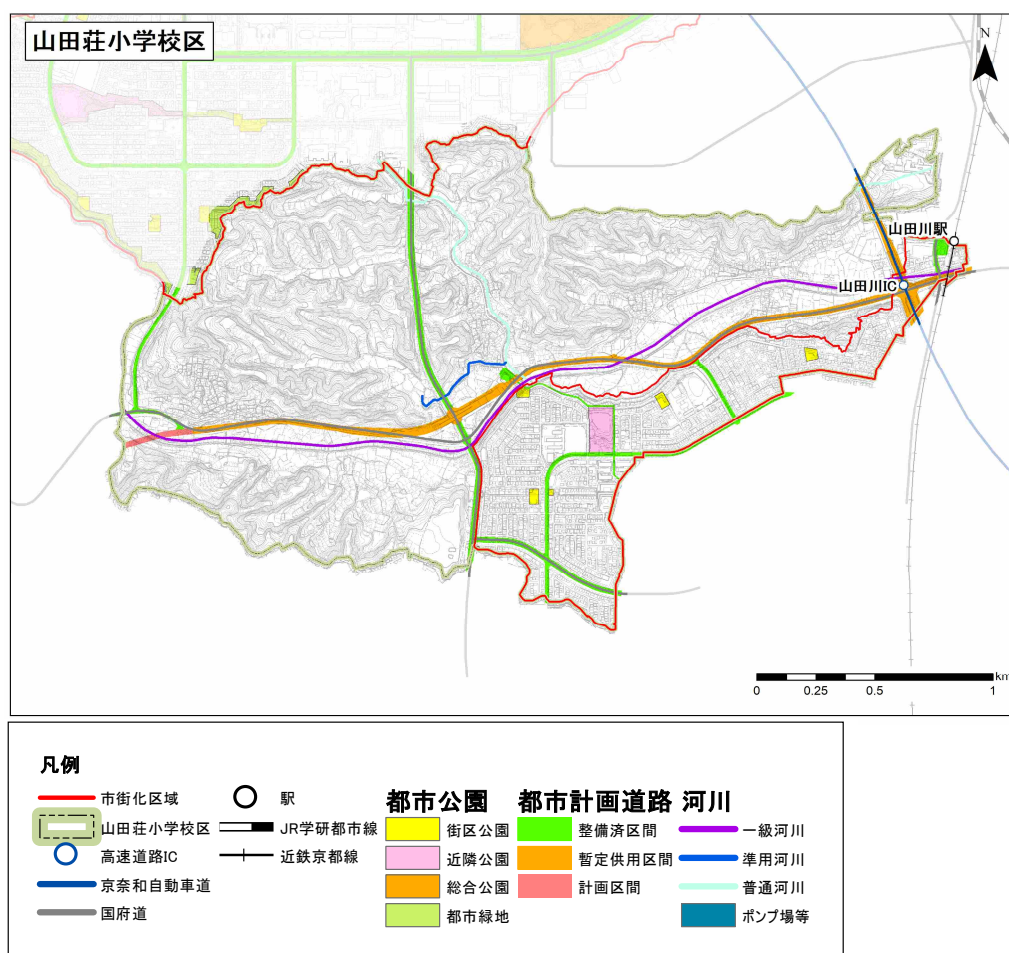 山田荘小学校区
N
山田川駅
山田川IC
km
0 0.25 0.5 1
凡例
市街化区域
山田荘小学校区
高速道路IC
京奈和自動車道
国府道
駅
JR学研都市線
近鉄京都線
都市公園
街区公園
近隣公園
総合公園
都市緑地
都市計画道路
整備済区間
暫定供用区間
計画区間
河川
一級河川
準用河川
普通河川
ポンプ場等